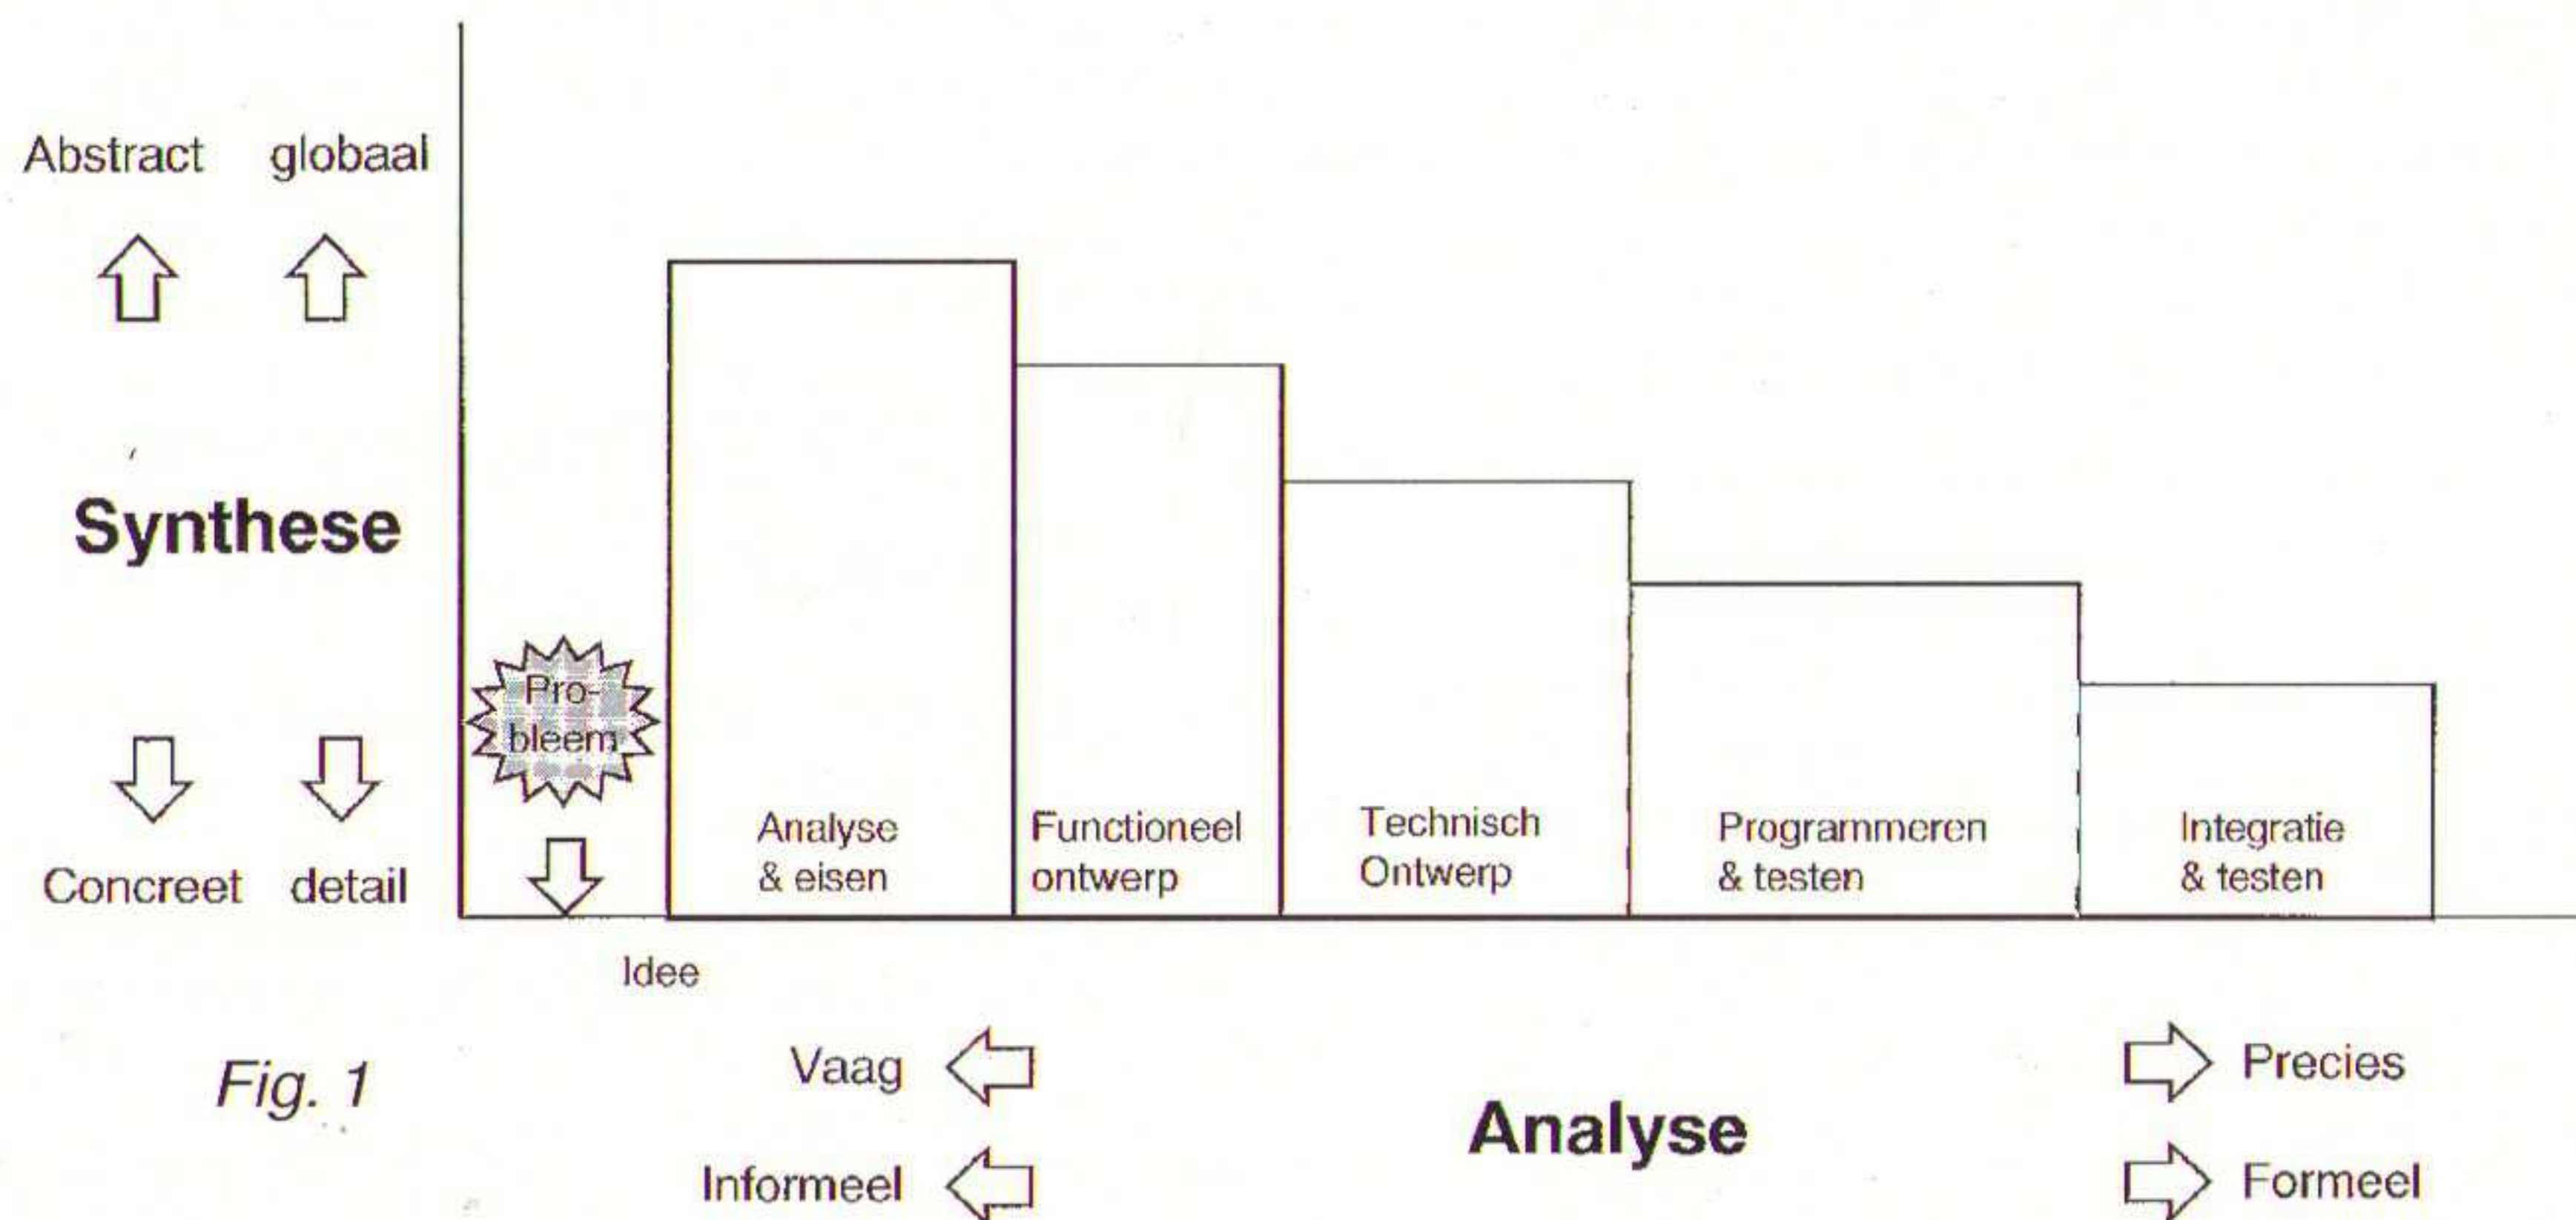 Abstract globaal
Synthese
Concreet detail
Pro-
bleem
Analyse
& eisen
Functioneel
ontwerp
Technisch
Ontwerp
Programmeren
& testen
Integratie
& testen
Idee
Fig. 1
Vaag
Informeel
Analyse
Precies
Formeel